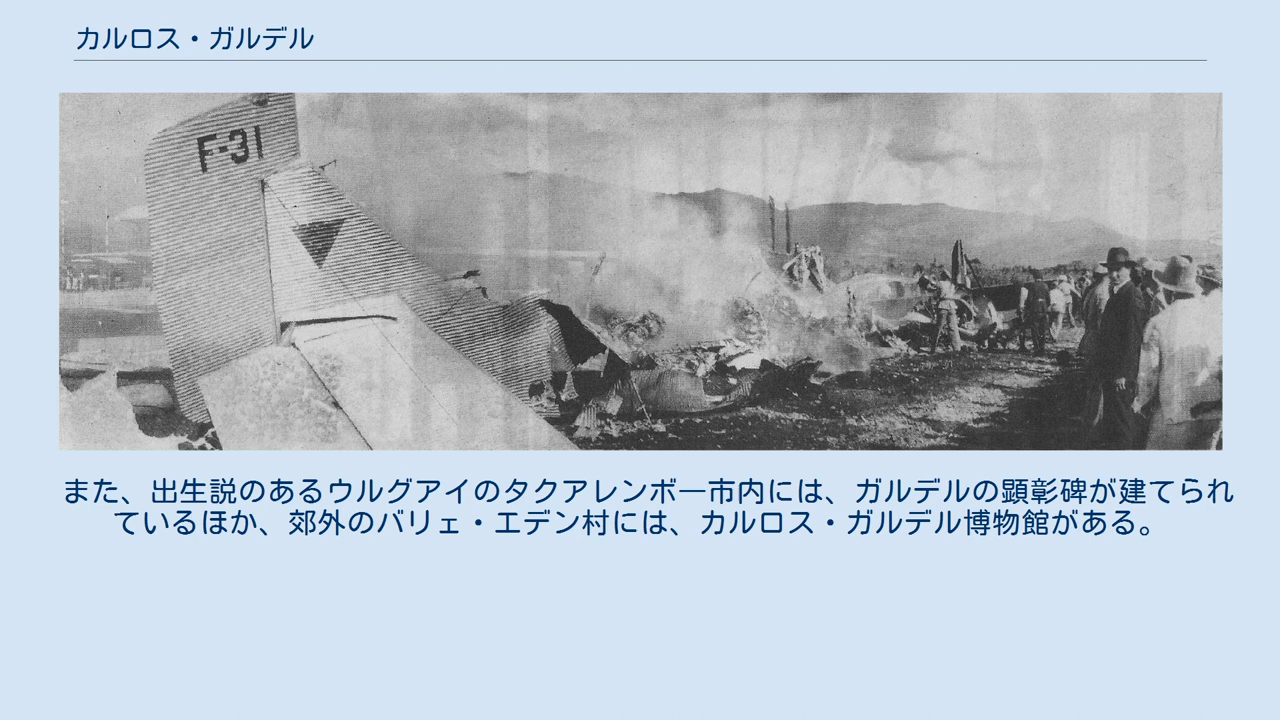 カルロス・ガルデル
F-31
また、出生説のあるウルグアイのタクアレンボー市内には、ガルデルの顕彰碑が建てられ
ているほか、郊外のバリェ・エデン村には、カルロス・ガルデル博物館がある。